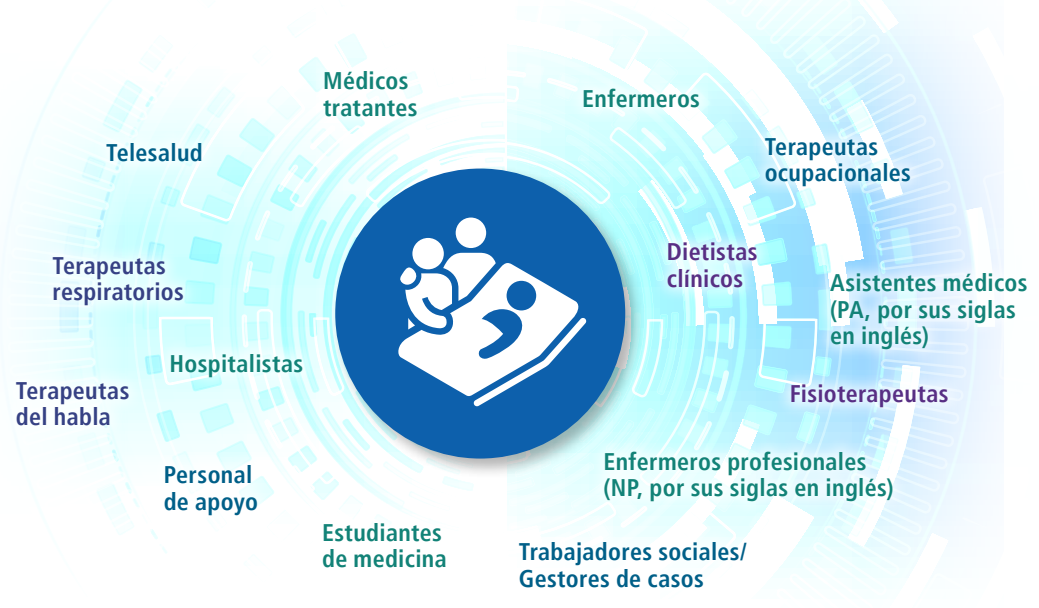 Médicos
tratantes
Enfermeros
Telesalud
Terapeutas
ocupacionales
Dietistas
clínicos
Terapeutas
respiratorios
Asistentes médicos
(PA, por sus siglas
en inglés)
Hospitalistas
Terapeutas
del habla
Fisioterapeutas
Personal
de apoyo
Enfermeros profesionales
(NP, por sus siglas en inglés)
Estudiantes
de medicina
Trabajadores sociales/
Gestores de casos